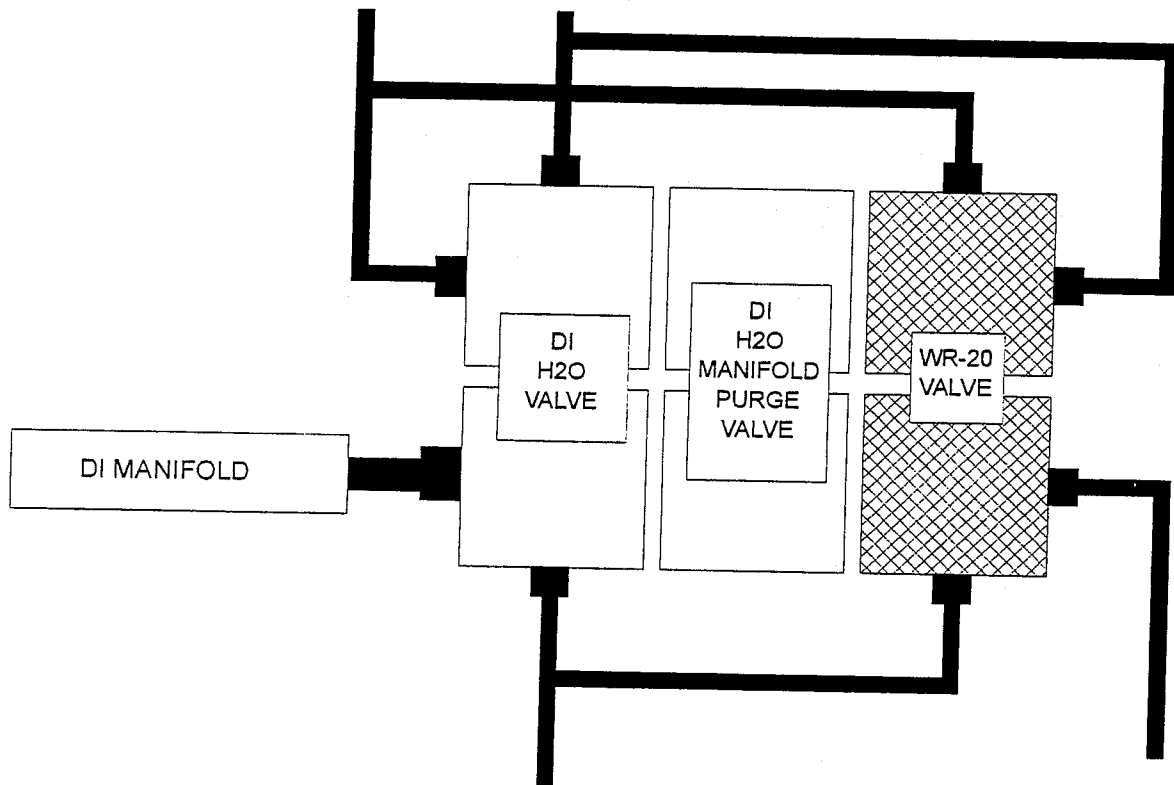 DI
H2O
VALVE
DI
H2O
MANIFOLD
PURGE
VALVE
WR-20
VALVE
DI MANIFOLD